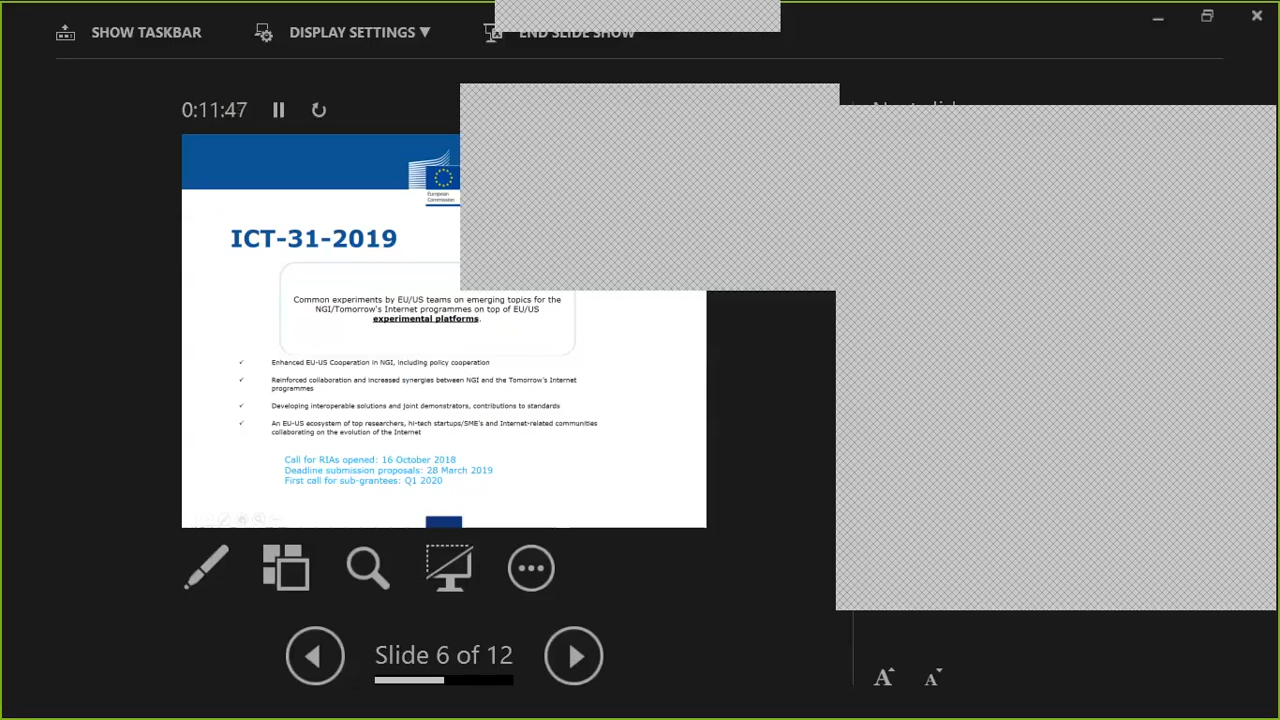 SHOW TASKBAR
DISPLAY SETTINGS ▼
END SLIDE SHOW
0:11:47
European
Commission
ICT-31-2019
Common experiments by EU/US teams on emerging topics for the
NGI/Tomorrow's Internet programmes on top of EU/US
experimental platforms.
✓ Enhanced EU-US Cooperation in NGI, including policy cooperation
✓ Reinforced collaboration and increased synergies between NGI and the Tomorrow's Internet
programmes
✓ Developing interoperable solutions and joint demonstrators, contributions to standards
✓ An EU-US ecosystem of top researchers, hi-tech startups/SME's and Internet-related communities
collaborating on the evolution of the Internet
Call for RIAs opened: 16 October 2018
Deadline submission proposals: 28 March 2019
First call for sub-grantees: Q1 2020
Slide 6 of 12
A A